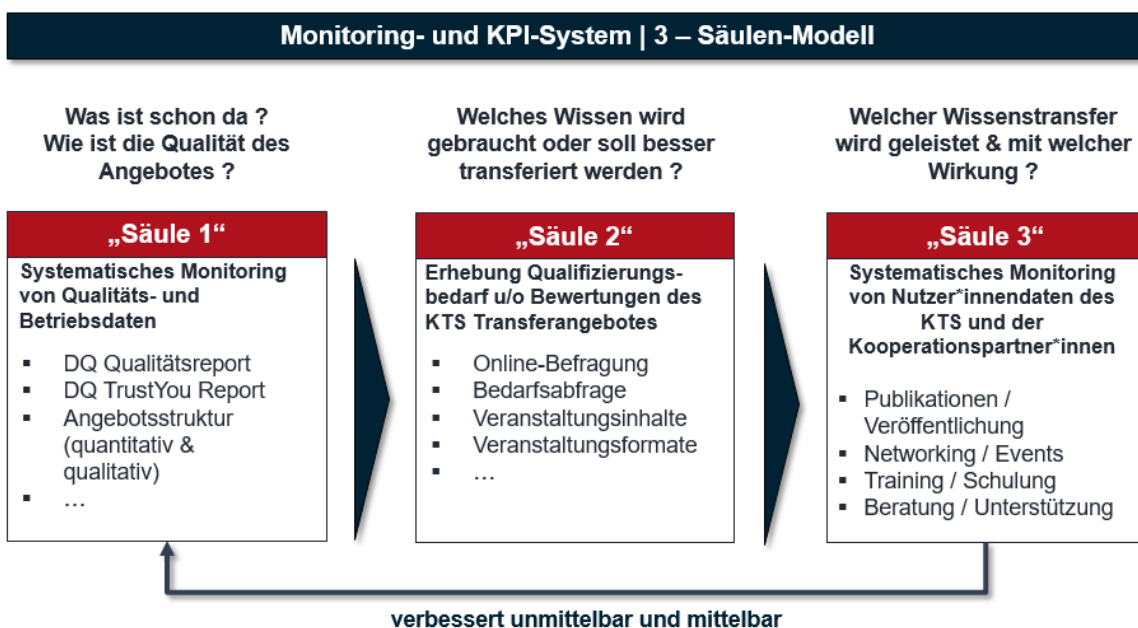 Monitoring- und KPI-System | 3 – Säulen-Modell
Was ist schon da ?
Wie ist die Qualität des
Angebotes ?
„Säule 1“
Systematisches Monitoring
von Qualitäts- und
Betriebsdaten
▪ DQ Qualitätsreport
▪ DQ TrustYou Report
▪ Angebotsstruktur
(quantitativ &
qualitativ)
▪ …
Welches Wissen wird
gebraucht oder soll besser
transferiert werden ?
„Säule 2“
Erhebung Qualifizierungs-
bedarf u/o Bewertungen des
KTS Transferangebotes
▪ Online-Befragung
▪ Bedarfsabfrage
▪ Veranstaltungsinhalte
▪ Veranstaltungsformate
▪ …
Welcher Wissenstransfer
wird geleistet & mit welcher
Wirkung ?
„Säule 3“
Systematisches Monitoring
von Nutzer*innendaten des
KTS und der
Kooperationspartner*innen
▪ Publikationen /
Veröffentlichung
▪ Networking / Events
▪ Training / Schulung
▪ Beratung / Unterstützung
verbessert unmittelbar und mittelbar